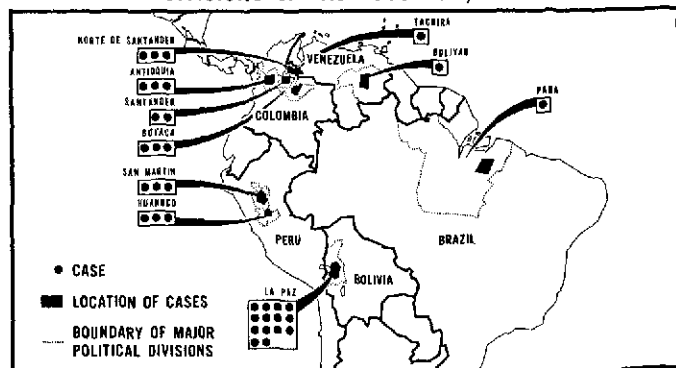 TACHIRA
NORTE DE SANTANDER
VENEZUELA
BOLIVAR
ANTIOQUIA
PARA
SANTANDER
COLOMBIA
BOYACA
SAN MARTIN
HUANUCO
PERU
BRAZIL
CASE
BOLIVIA
LA PAZ
LOCATION OF CASES
BOUNDARY OF MAJOR
POLITICAL DIVISIONS